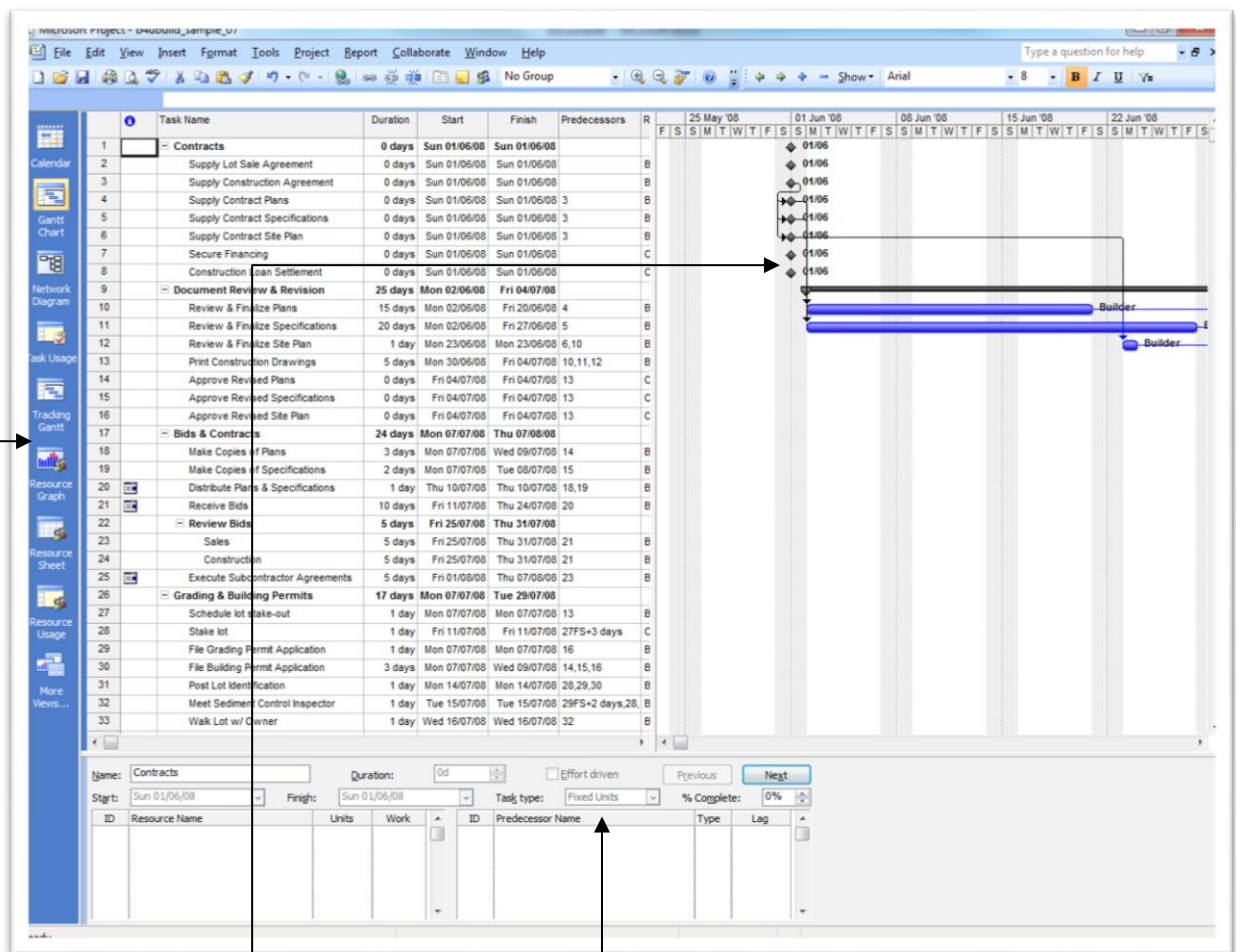 Microsoft Project - B4ubuild_sample_07
File Edit View Insert Format Tools Project Report Collaborate Window Help Type a question for help
No Group Show Arial 8 B I U
Task Name Duration Start Finish Predecessors R 25 May '08 01 Jun '08 08 Jun '08 15 Jun '08 22 Jun '08
F S S M T W T F S S M T W T F S S M T W T F S S M T W T F S S M T W T F S
1 Contracts 0 days Sun 01/06/08 Sun 01/06/08 01/06
2 Supply Lot Sale Agreement 0 days Sun 01/06/08 Sun 01/06/08 B 01/06
3 Supply Construction Agreement 0 days Sun 01/06/08 Sun 01/06/08 B 01/06
4 Supply Contract Plans 0 days Sun 01/06/08 Sun 01/06/08 3 B 01/06
5 Supply Contract Specifications 0 days Sun 01/06/08 Sun 01/06/08 3 B 01/06
6 Supply Contract Site Plan 0 days Sun 01/06/08 Sun 01/06/08 3 B 01/06
7 Secure Financing 0 days Sun 01/06/08 Sun 01/06/08 C 01/06
8 Construction Loan Settlement 0 days Sun 01/06/08 Sun 01/06/08 C 01/06
9 Document Review & Revision 25 days Mon 02/06/08 Fri 04/07/08
10 Review & Finalize Plans 15 days Mon 02/06/08 Fri 20/06/08 4 B Builder
11 Review & Finalize Specifications 20 days Mon 02/06/08 Fri 27/06/08 5 B
12 Review & Finalize Site Plan 1 day Mon 23/06/08 Mon 23/06/08 6,10 B Builder
13 Print Construction Drawings 5 days Mon 30/06/08 Fri 04/07/08 10,11,12 B
14 Approve Revised Plans 0 days Fri 04/07/08 Fri 04/07/08 13 C
15 Approve Revised Specifications 0 days Fri 04/07/08 Fri 04/07/08 13 C
16 Approve Revised Site Plan 0 days Fri 04/07/08 Fri 04/07/08 13 C
17 Bids & Contracts 24 days Mon 07/07/08 Thu 07/08/08
18 Make Copies of Plans 3 days Mon 07/07/08 Wed 09/07/08 14 B
19 Make Copies of Specifications 2 days Mon 07/07/08 Tue 08/07/08 15 B
20 Distribute Plans & Specifications 1 day Thu 10/07/08 Thu 10/07/08 18,19 B
21 Receive Bids 10 days Fri 11/07/08 Thu 24/07/08 20 B
22 Review Bids 5 days Fri 25/07/08 Thu 31/07/08
23 Sales 5 days Fri 25/07/08 Thu 31/07/08 21 B
24 Construction 5 days Fri 25/07/08 Thu 31/07/08 21 B
25 Execute Subcontractor Agreements 5 days Fri 01/08/08 Thu 07/08/08 23 B
26 Grading & Building Permits 17 days Mon 07/07/08 Tue 29/07/08
27 Schedule lot stake-out 1 day Mon 07/07/08 Mon 07/07/08 13 B
28 Stake lot 1 day Fri 11/07/08 Fri 11/07/08 27FS+3 days C
29 File Grading Permit Application 1 day Mon 07/07/08 Mon 07/07/08 16 B
30 File Building Permit Application 3 days Mon 07/07/08 Wed 09/07/08 14,15,16 B
31 Post Lot Identification 1 day Mon 14/07/08 Mon 14/07/08 28,29,30 B
32 Meet Sediment Control Inspector 1 day Tue 15/07/08 Tue 15/07/08 29FS+2 days,28, B
33 Walk Lot w/ Owner 1 day Wed 16/07/08 Wed 16/07/08 32 B
Calendar
Gantt
Chart
Network
Diagram
Task Usage
Tracking
Gantt
Resource
Graph
Resource
Sheet
Resource
Usage
More
Views...
Name: Contracts Duration: 0d Effort driven Previous Next
Start: Sun 01/06/08 Finish: Sun 01/06/08 Task type: Fixed Units % Complete: 0%
ID Resource Name Units Work ID Predecessor Name Type Lag